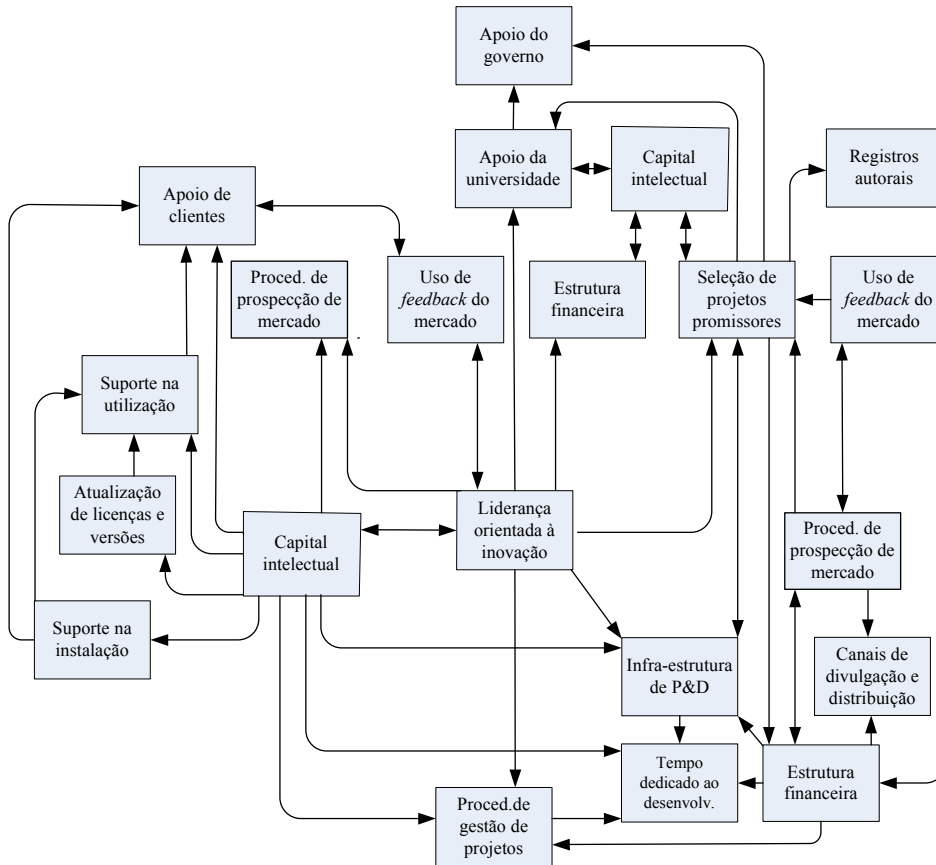 Apoio do
governo
Apoio da
universidade
Capital
intelectual
Registros
autorais
Apoio de
clientes
Proced. de
prospecção de
mercado
Uso de
feedback do
mercado
Estrutura
financeira
Seleção de
projetos
promissores
Uso de
feedback do
mercado
Suporte na
utilização
Atualização
de licenças e
versões
Capital
intelectual
Liderança
orientada à
inovação
Proced. de
prospecção de
mercado
Suporte na
instalação
Infra-estrutura
de P&D
Canais de
divulgação e
distribuição
Tempo
dedicado ao
desenvolv.
Estrutura
financeira
Proced.de
gestão de
projetos